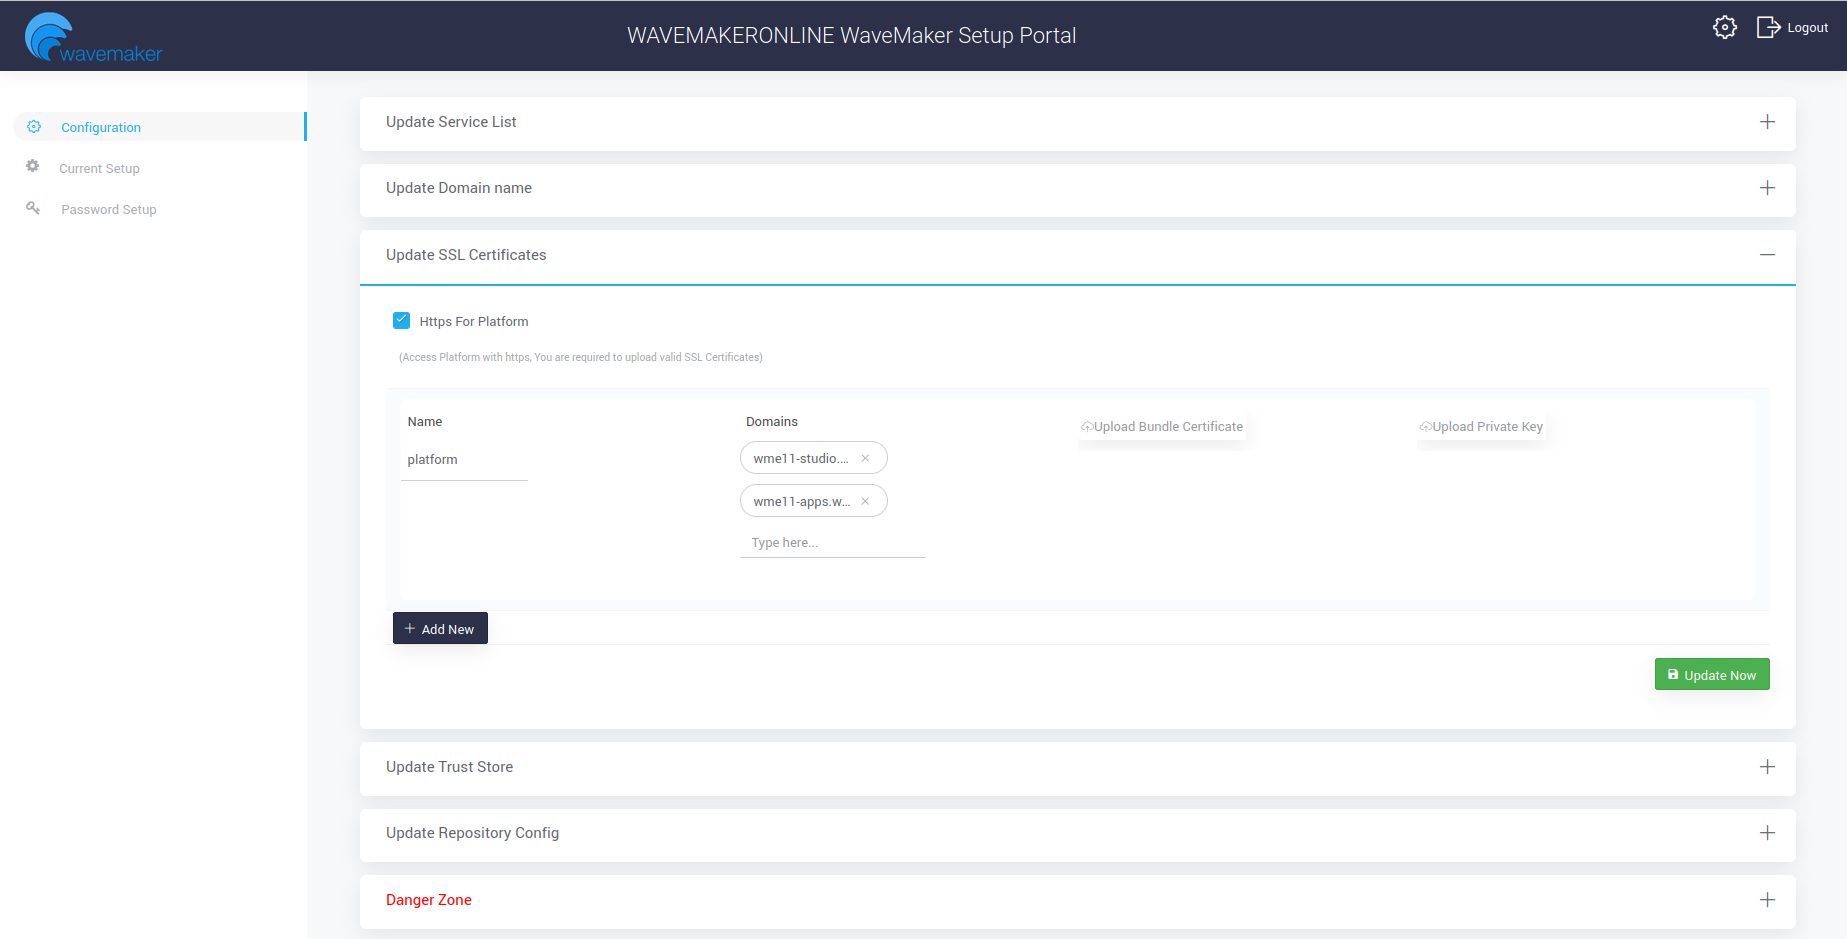 wavemaker
WAVEMAKERONLINE WaveMaker Setup Portal
Logout
Configuration
Current Setup
Password Setup
Update Service List
Update Domain name
Update SSL Certificates
Https For Platform
(Access Platform with https, You are required to upload valid SSL Certificates)
Name
platform
Domains
wme11-studio....
wme11-apps.w...
Type here...
Upload Bundle Certificate
Upload Private Key
Add New
Update Now
Update Trust Store
Update Repository Config
Danger Zone